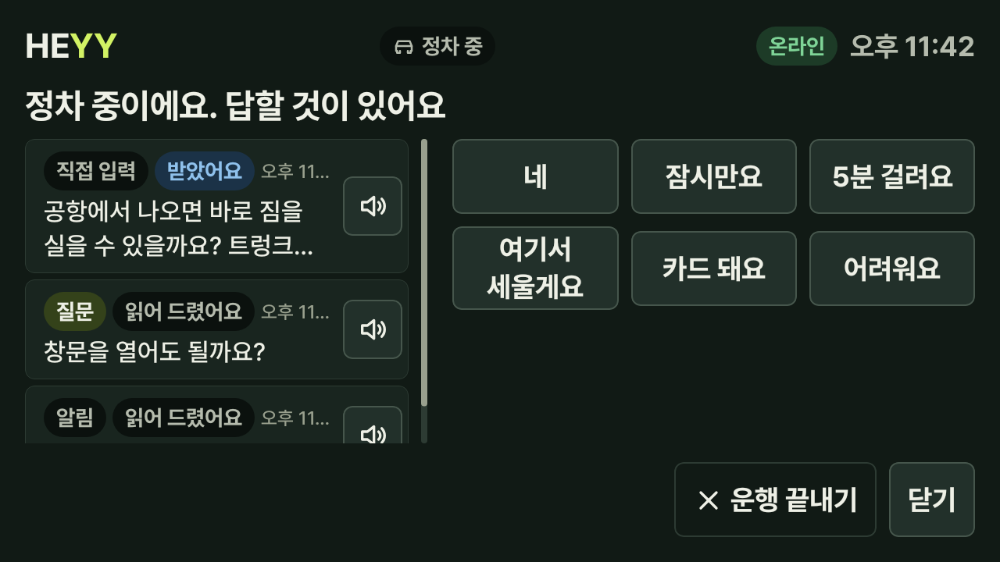 HEYY
정차 중
온라인 오후 11:42
정차 중이에요. 답할 것이 있어요
직접 입력 받았어요 오후 11...
공항에서 나오면 바로 짐을
실을 수 있을까요? 트렁크...
질문 읽어 드렸어요 오후 11...
창문을 열어도 될까요?
알림 읽어 드렸어요 오후 11...
네
잠시만요
5분 걸려요
여기서
세울게요
카드 돼요
어려워요
운행 끝내기
닫기